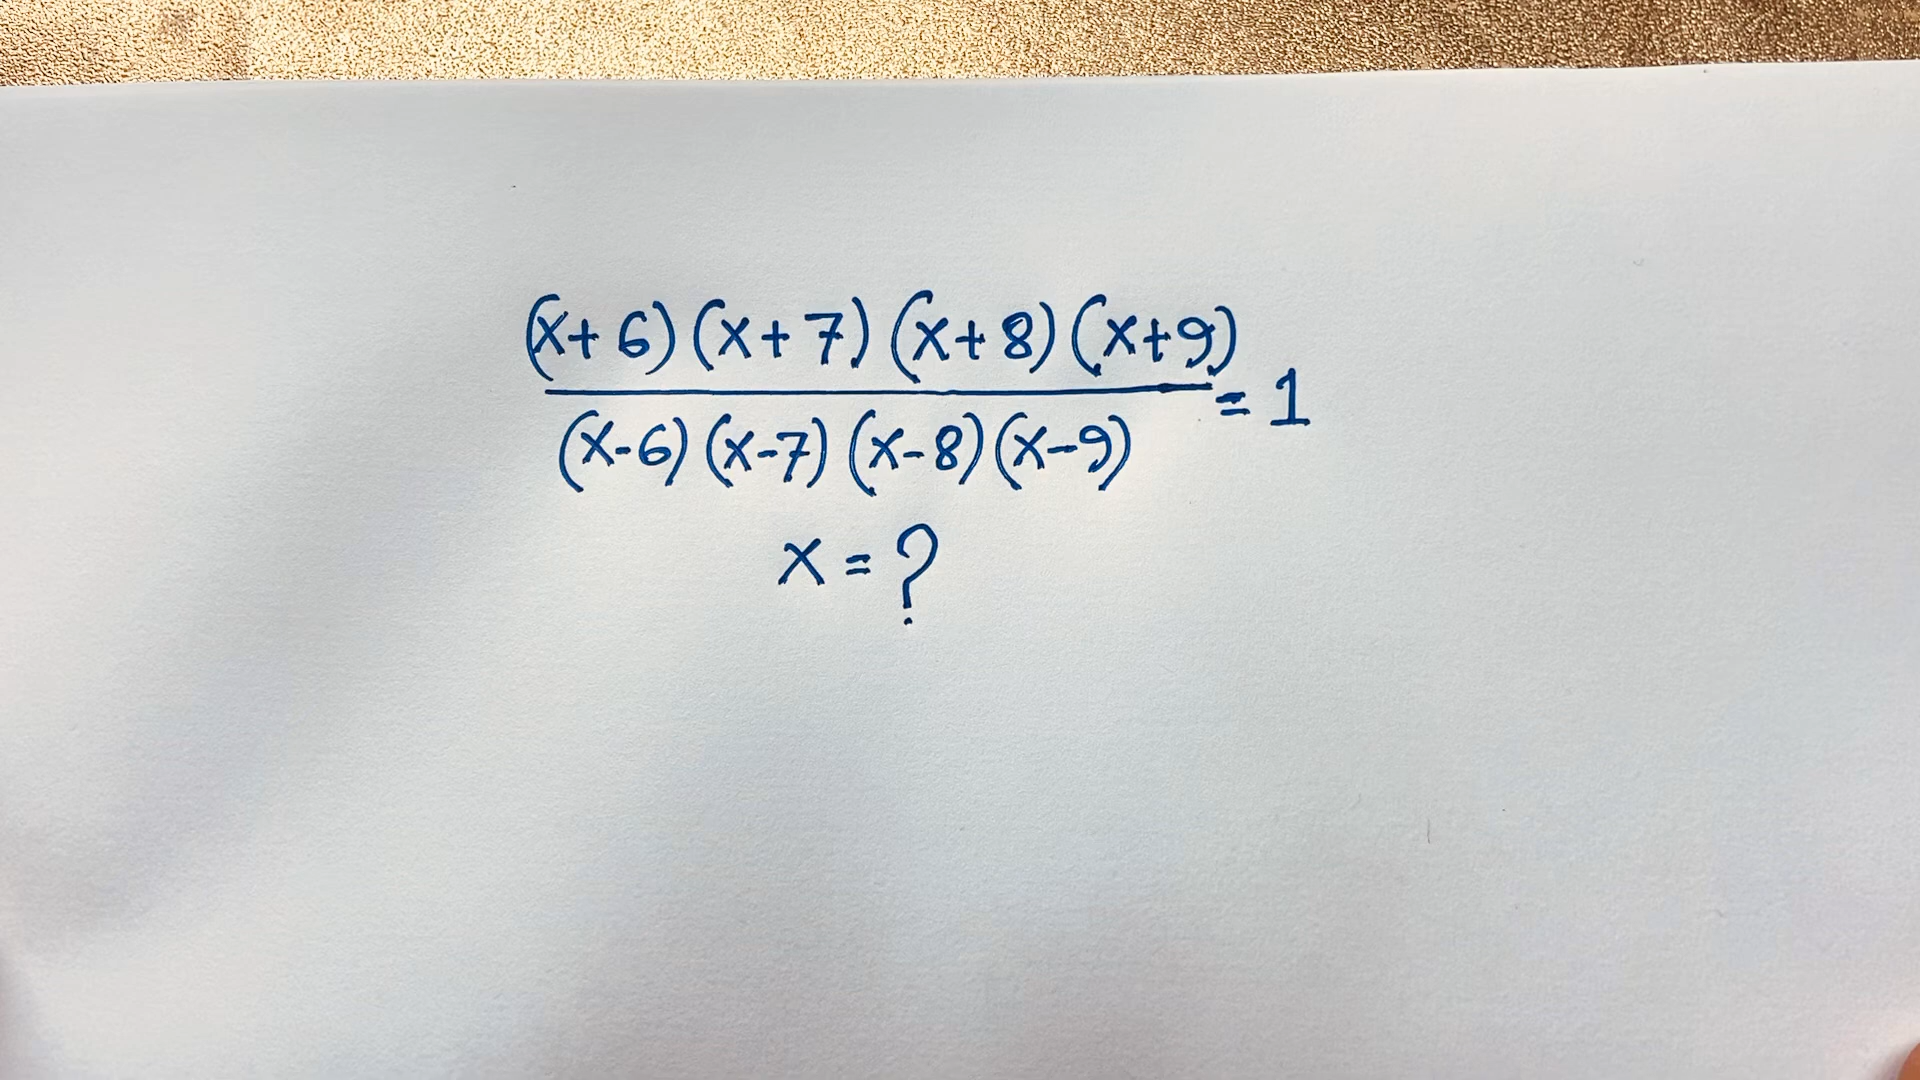 (x+6)(x+7)(x+8)(x+9)
(x-6)(x-7)(x-8)(x-9)
= 1
x = ?